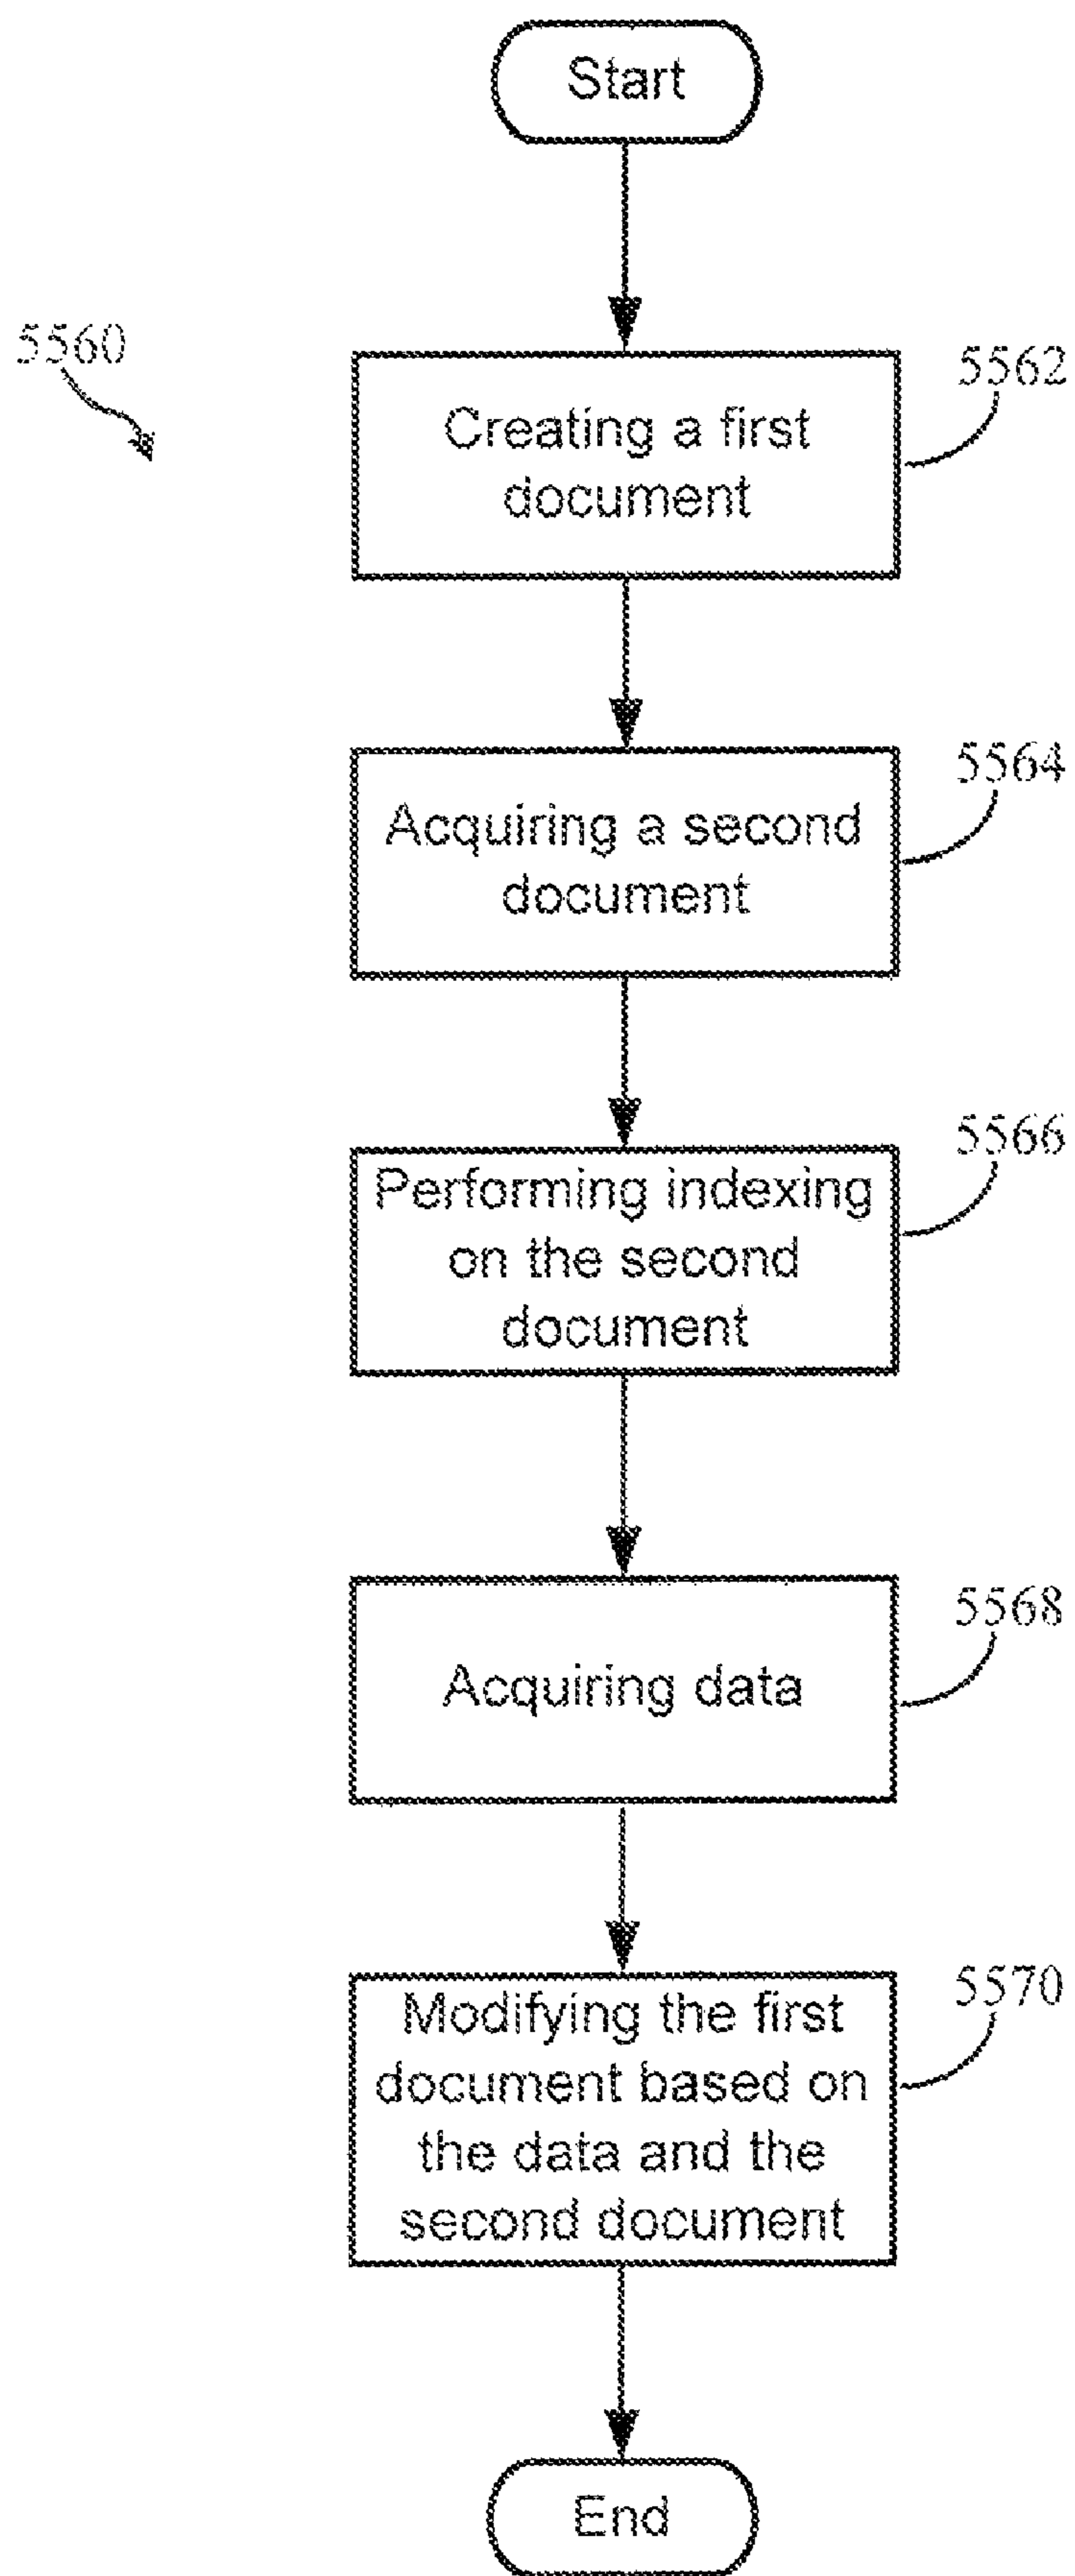 Start
5560
5562
Creating a first
document
5564
Acquiring a second
document
5566
Performing indexing
on the second
document
5568
Acquiring data
5570
Modifying the first
document based on
the data and the
second document
End